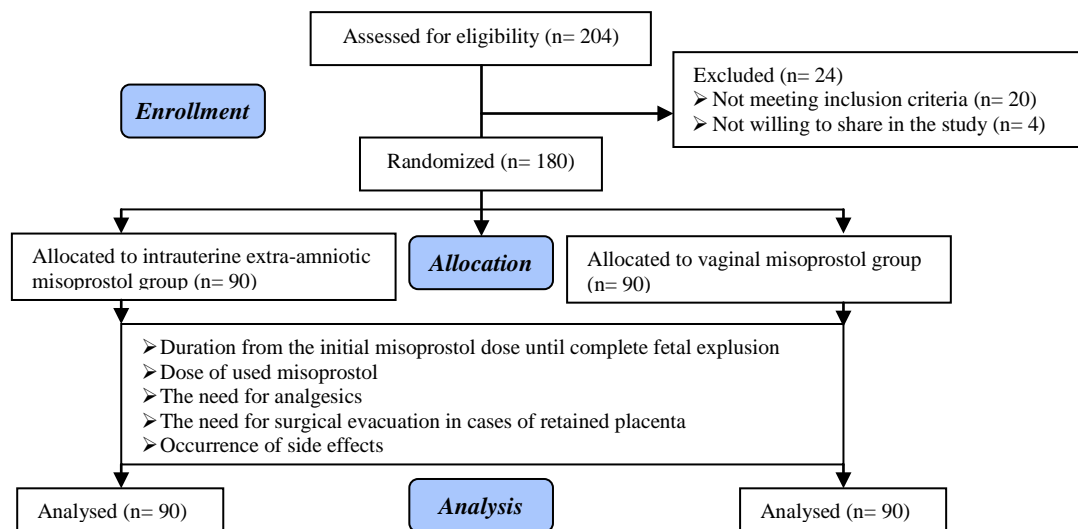 Assessed for eligibility (n= 204)
Excluded (n= 24)
➢ Not meeting inclusion criteria (n= 20)
➢ Not willing to share in the study (n= 4)
Enrollment
Randomized (n= 180)
Allocated to intrauterine extra-amniotic
misoprostol group (n= 90)
Allocation
Allocated to vaginal misoprostol group
(n= 90)
➢ Duration from the initial misoprostol dose until complete fetal explusion
➢ Dose of used misoprostol
➢ The need for analgesics
➢ The need for surgical evacuation in cases of retained placenta
➢ Occurrence of side effects
Analysed (n= 90)
Analysis
Analysed (n= 90)